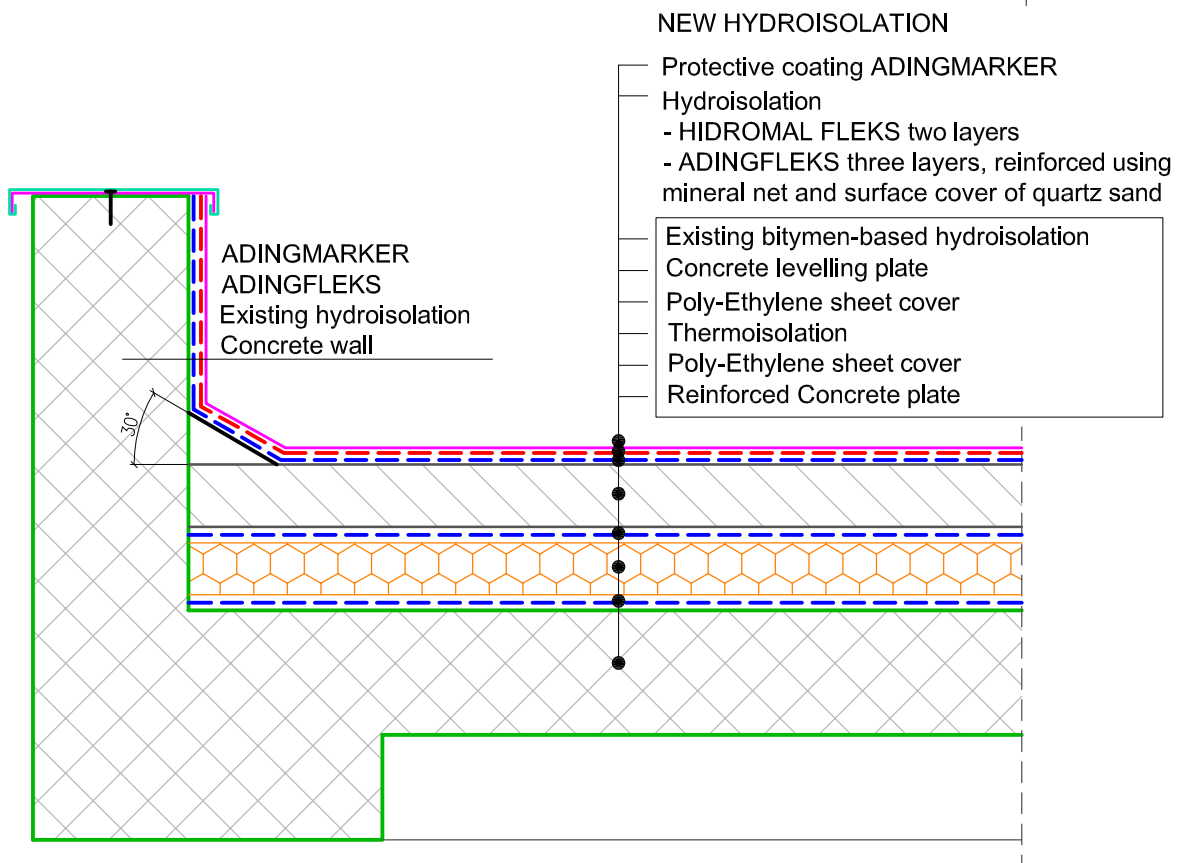 NEW HYDROISOLATION
Protective coating ADINGMARKER
Hydroisolation
- HIDROMAL FLEKS two layers
- ADINGFLEKS three layers, reinforced using
mineral net and surface cover of quartz sand
Existing bitymen-based hydroisolation
Concrete levelling plate
Poly-Ethylene sheet cover
Thermoisolation
Poly-Ethylene sheet cover
Reinforced Concrete plate
ADINGMARKER
ADINGFLEKS
Existing hydroisolation
Concrete wall
30°